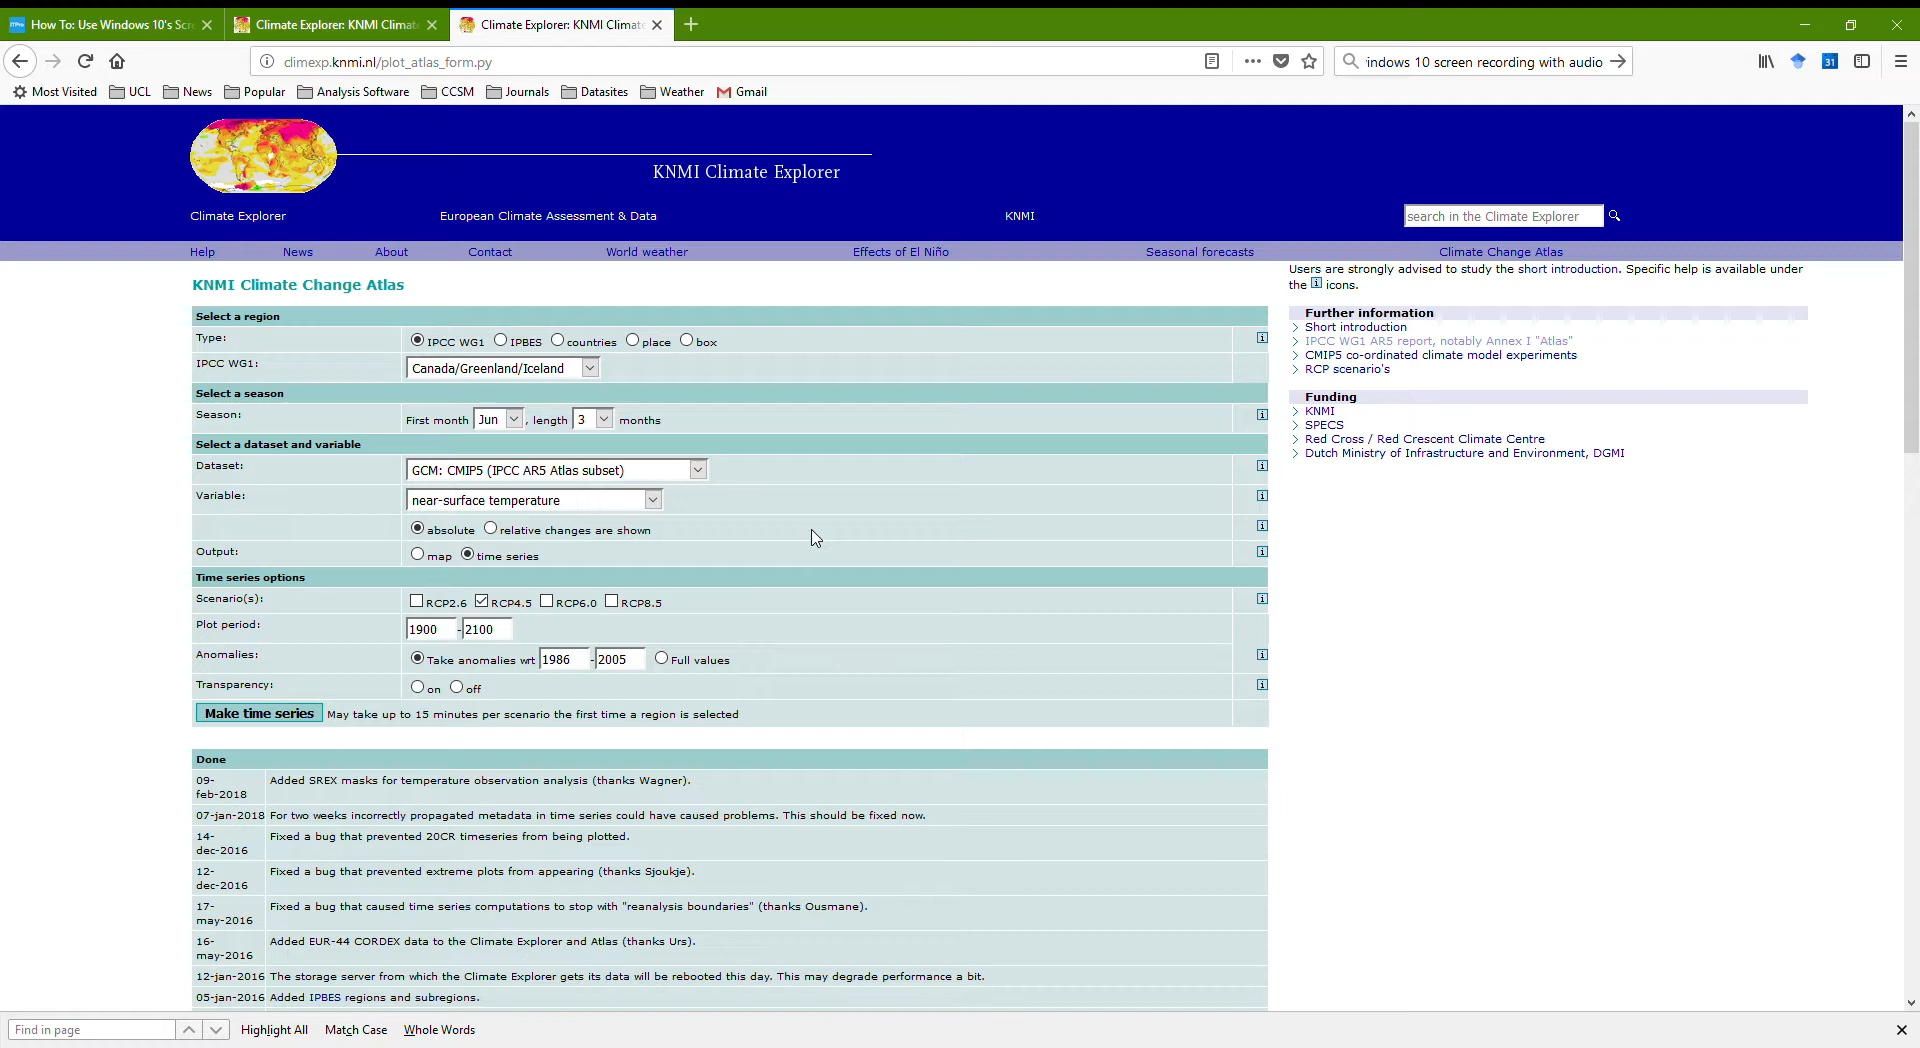 How To: Use Windows 10's Scr
Climate Explorer: KNMI Climat
Climate Explorer: KNMI Climate
climexp.knmi.nl/plot_atlas_form.py
indows 10 screen recording with audio
31
Most Visited UCL News Popular Analysis Software CCSM Journals Datasites Weather Gmail
KNMI Climate Explorer
Climate Explorer European Climate Assessment & Data KNMI
search in the Climate Explorer
Help News About Contact World weather Effects of El Niño Seasonal forecasts Climate Change Atlas
KNMI Climate Change Atlas
Select a region
Type: IPCC WG1 IPBES countries place box
IPCC WG1: Canada/Greenland/Iceland
Select a season
Season: First month Jun , length 3 months
Select a dataset and variable
Dataset: GCM: CMIP5 (IPCC AR5 Atlas subset)
Variable: near-surface temperature
absolute relative changes are shown
Output: map time series
Time series options
Scenario(s): RCP2.6 RCP4.5 RCP6.0 RCP8.5
Plot period: 1900 - 2100
Anomalies: Take anomalies wrt 1986 - 2005 Full values
Transparency: on off
Make time series May take up to 15 minutes per scenario the first time a region is selected
Done
09-feb-2018 Added SREX masks for temperature observation analysis (thanks Wagner).
07-jan-2018 For two weeks incorrectly propagated metadata in time series could have caused problems. This should be fixed now.
14-dec-2016 Fixed a bug that prevented 20CR timeseries from being plotted.
12-dec-2016 Fixed a bug that prevented extreme plots from appearing (thanks Sjoukje).
17-may-2016 Fixed a bug that caused time series computations to stop with "reanalysis boundaries" (thanks Ousmane).
16-may-2016 Added EUR-44 CORDEX data to the Climate Explorer and Atlas (thanks Urs).
12-jan-2016 The storage server from which the Climate Explorer gets its data will be rebooted this day. This may degrade performance a bit.
05-jan-2016 Added IPBES regions and subregions.
Users are strongly advised to study the short introduction. Specific help is available under
the i icons.
Further information
Short introduction
IPCC WG1 AR5 report, notably Annex I "Atlas"
CMIP5 co-ordinated climate model experiments
RCP scenario's
Funding
KNMI
SPECS
Red Cross / Red Crescent Climate Centre
Dutch Ministry of Infrastructure and Environment, DGMI
Find in page Highlight All Match Case Whole Words